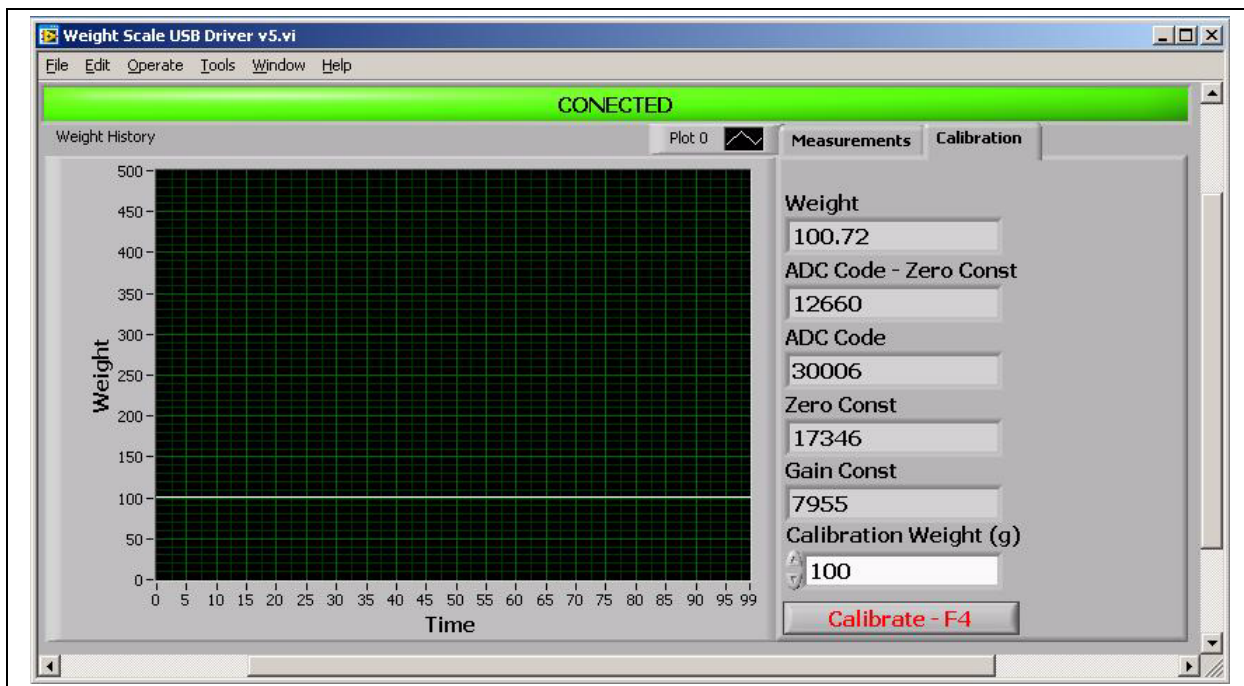 Weight Scale USB Driver v5.vi
File Edit Operate Tools Window Help
CONECTED
Weight History
Plot 0
Measurements
Calibration
500
450
400
350
300
250
200
150
100
50
0
Weight
0 5 10 15 20 25 30 35 40 45 50 55 60 65 70 75 80 85 90 95 99
Time
Weight
100.72
ADC Code - Zero Const
12660
ADC Code
30006
Zero Const
17346
Gain Const
7955
Calibration Weight (g)
100
Calibrate - F4